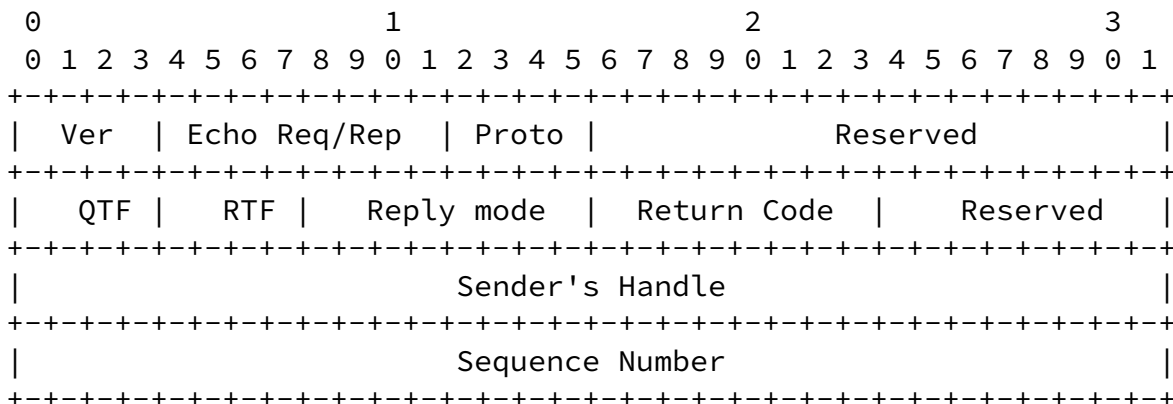 0                   1                   2                   3
 0 1 2 3 4 5 6 7 8 9 0 1 2 3 4 5 6 7 8 9 0 1 2 3 4 5 6 7 8 9 0 1
+-+-+-+-+-+-+-+-+-+-+-+-+-+-+-+-+-+-+-+-+-+-+-+-+-+-+-+-+-+-+-+-+
|  Ver  | Echo Req/Rep  | Proto |             Reserved          |
+-+-+-+-+-+-+-+-+-+-+-+-+-+-+-+-+-+-+-+-+-+-+-+-+-+-+-+-+-+-+-+-+
|   QTF |   RTF |   Reply mode  |  Return Code  |    Reserved   |
+-+-+-+-+-+-+-+-+-+-+-+-+-+-+-+-+-+-+-+-+-+-+-+-+-+-+-+-+-+-+-+-+
|                        Sender's Handle                        |
+-+-+-+-+-+-+-+-+-+-+-+-+-+-+-+-+-+-+-+-+-+-+-+-+-+-+-+-+-+-+-+-+
|                        Sequence Number                        |
+-+-+-+-+-+-+-+-+-+-+-+-+-+-+-+-+-+-+-+-+-+-+-+-+-+-+-+-+-+-+-+-+